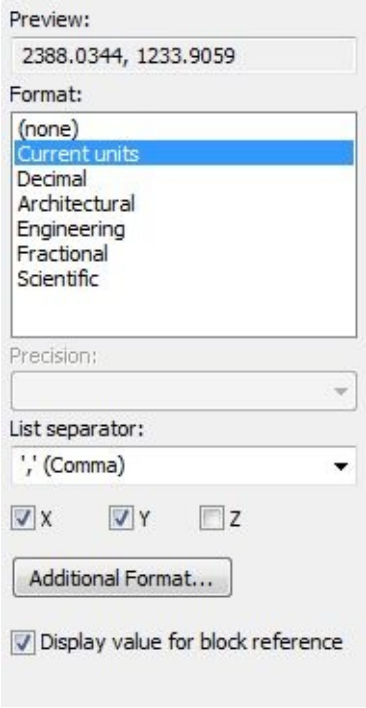 Preview:
2388.0344, 1233.9059
Format:
(none)
Current units
Decimal
Architectural
Engineering
Fractional
Scientific
Precision:
List separator:
',' (Comma)
X Y Z
Additional Format...
Display value for block reference